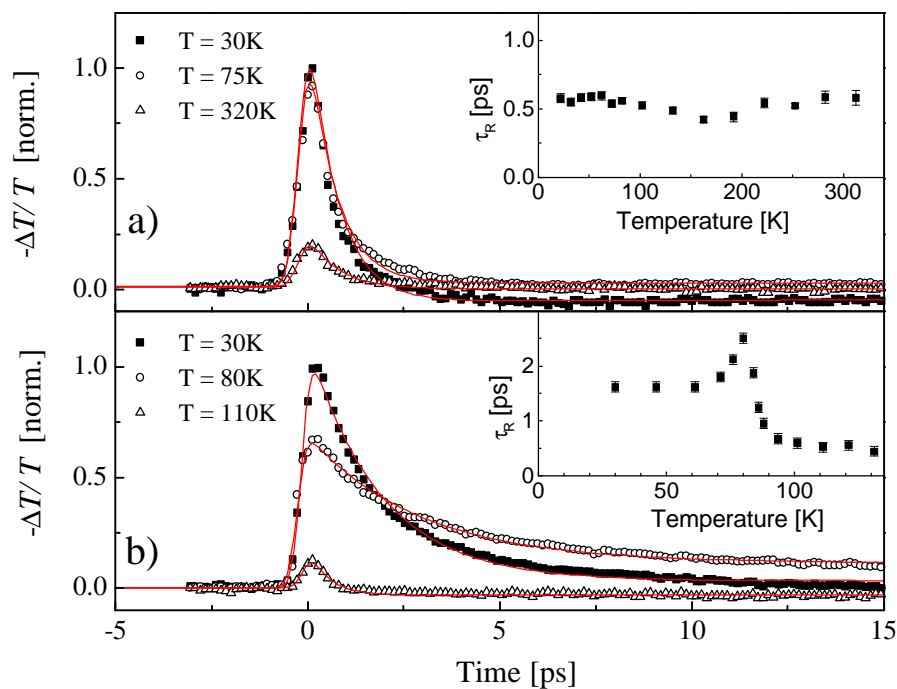 T = 30K
T = 75K
T = 320K
1.0
0.5
0.0
-ΔT/T [norm.]
a)
1.0
0.5
0.0
τR [ps]
0
100
200
300
Temperature [K]
T = 30K
T = 80K
T = 110K
1.0
0.5
0.0
-ΔT/T [norm.]
b)
2
1
0
τR [ps]
0
50
100
Temperature [K]
-5
0
5
10
15
Time [ps]